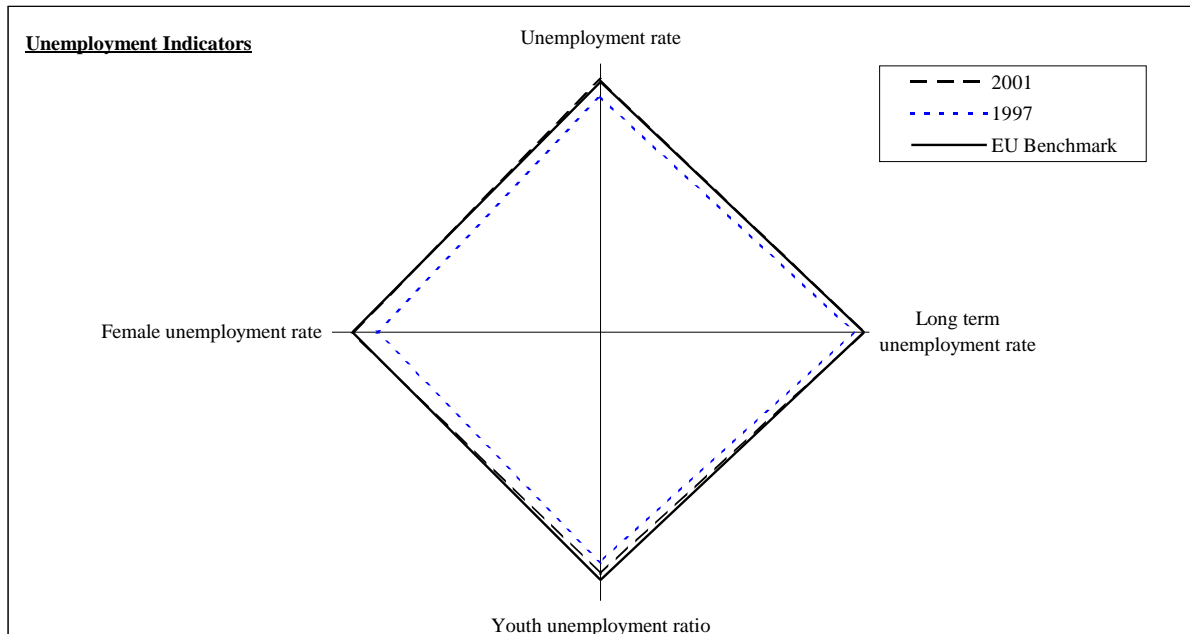 Unemployment Indicators
Unemployment rate
2001
1997
EU Benchmark
Female unemployment rate
Long term
unemployment rate
Youth unemployment ratio